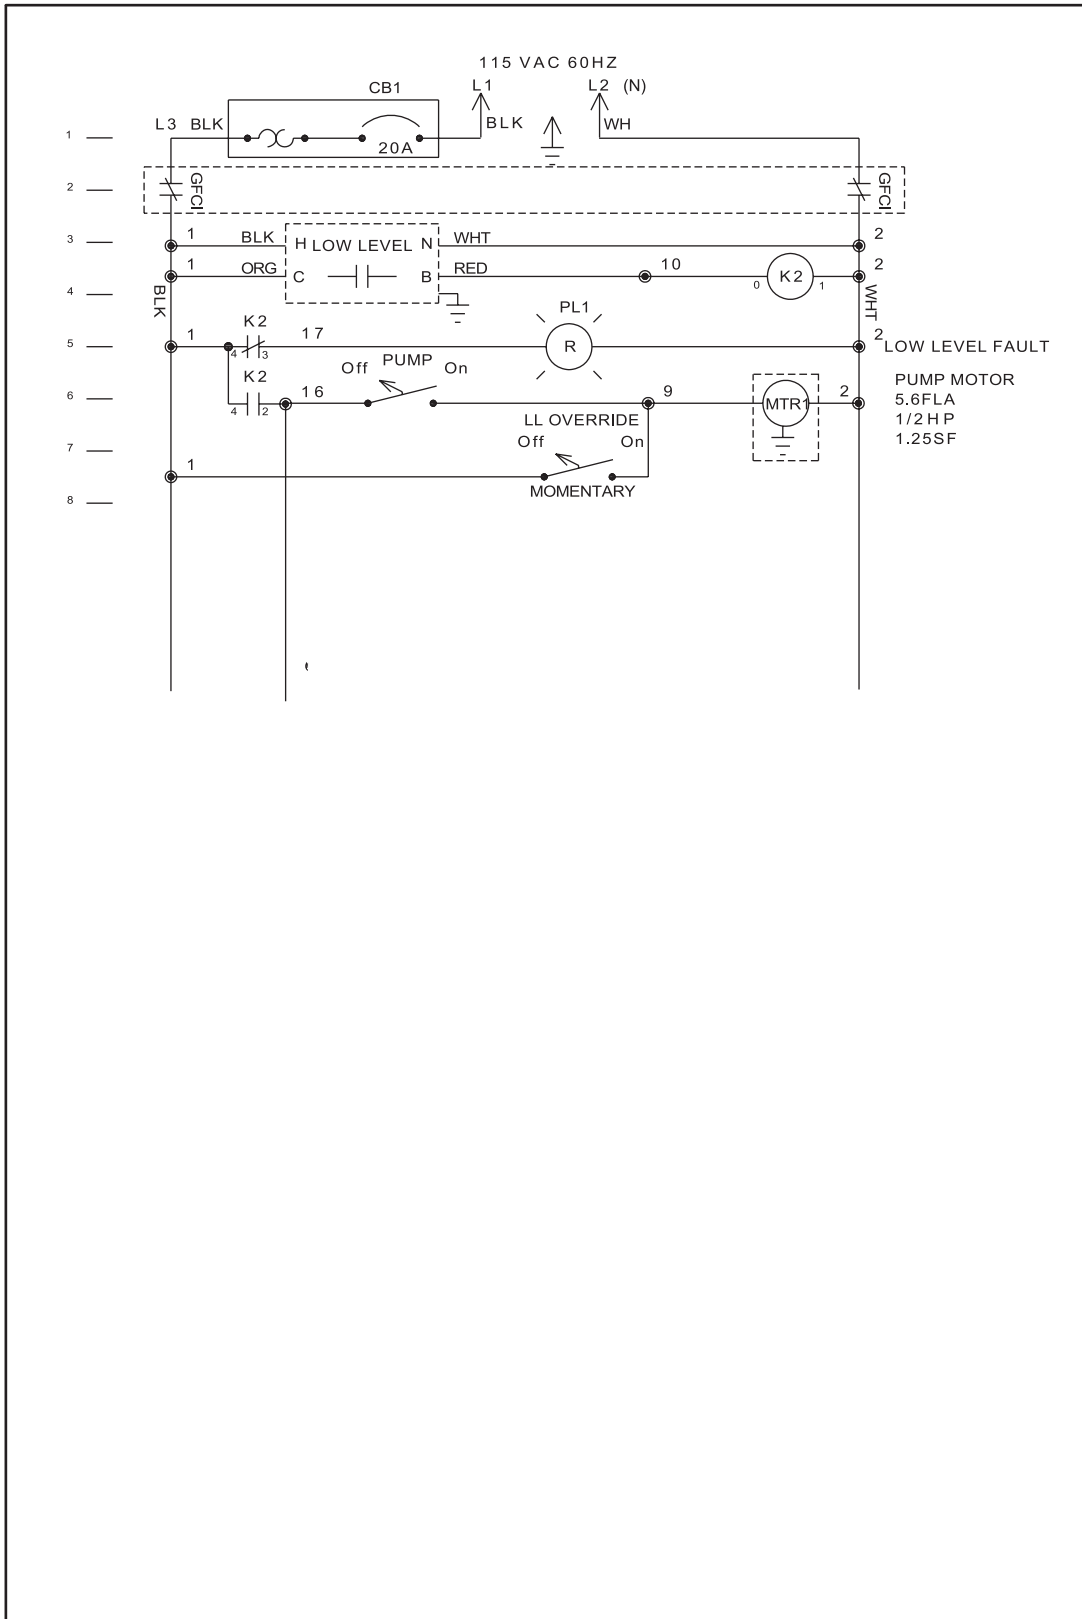 115 VAC 60HZ
CB1
L1
L2 (N)
L3 BLK
BLK
WH
20A
1
GFCI
GFCI
2
1
BLK
H LOW LEVEL N
WHT
2
3
1
ORG
C
B
RED
10
0
K2
1
2
4
BLK
WHT
PL1
K2
1
17
4
3
R
2
LOW LEVEL FAULT
5
PUMP
Off
On
K2
4
2
16
9
MTR1
2
PUMP MOTOR
5.6FLA
1/2HP
1.25SF
6
LL OVERRIDE
Off
On
7
1
MOMENTARY
8